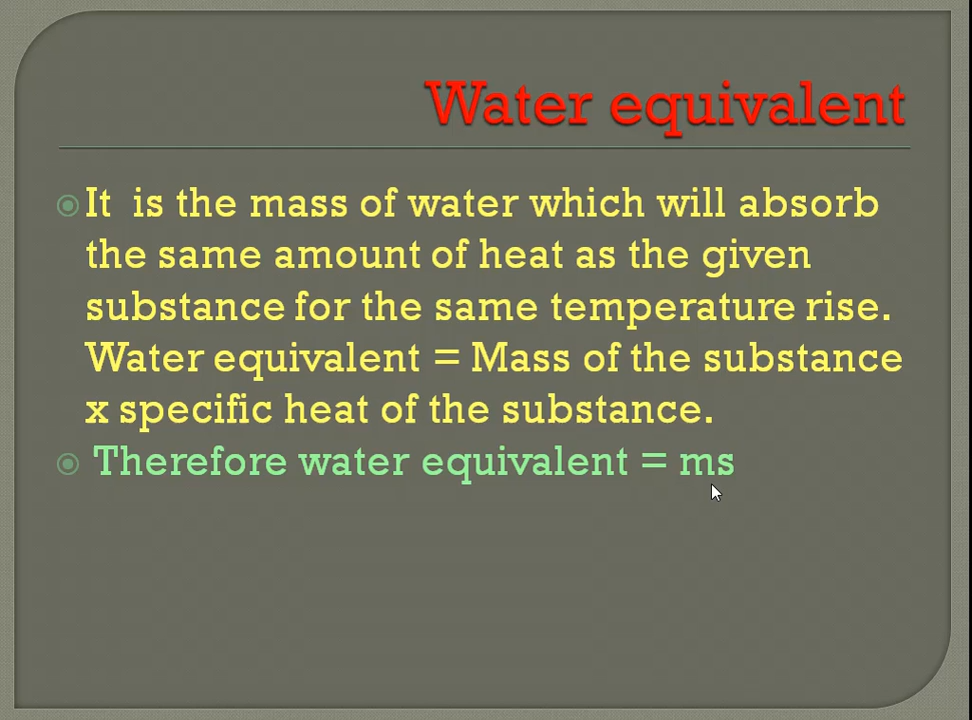 Water equivalent
It is the mass of water which will absorb
the same amount of heat as the given
substance for the same temperature rise.
Water equivalent = Mass of the substance
x specific heat of the substance.
Therefore water equivalent = ms